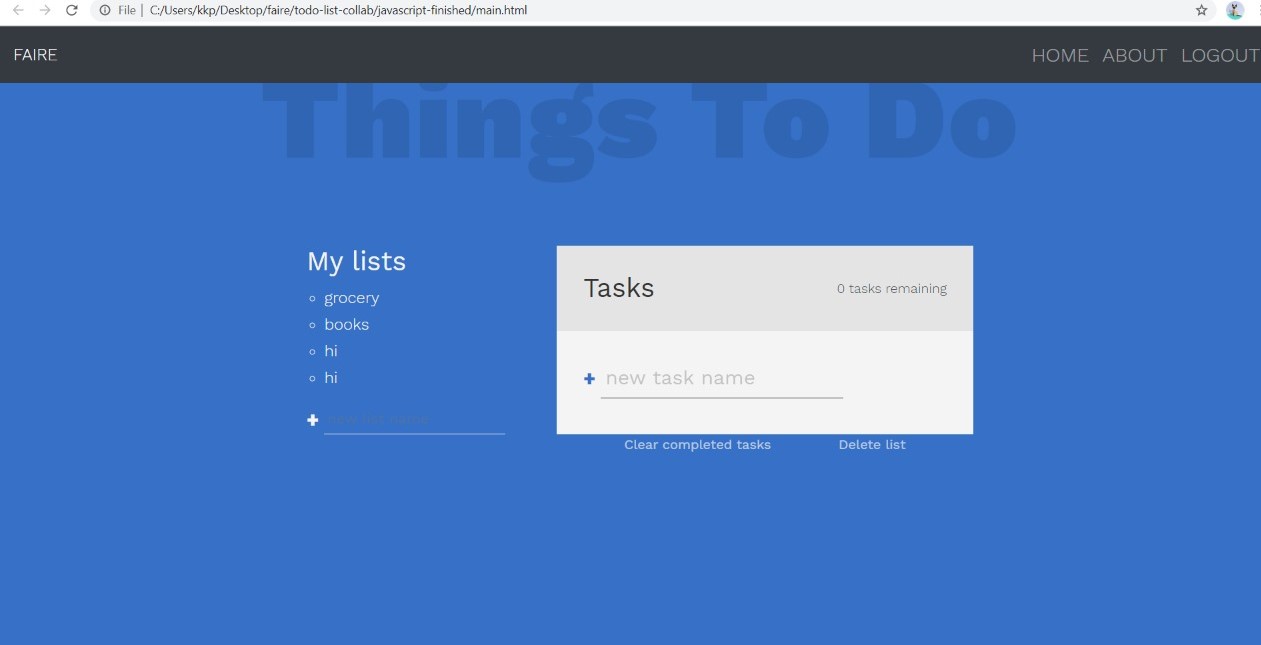 File | C:/Users/kkp/Desktop/faire/todo-list-collab/javascript-finished/main.html
FAIRE HOME ABOUT LOGOUT
Things To Do
My lists
grocery
books
hi
hi
+ new list name
Tasks 0 tasks remaining
+ new task name
Clear completed tasks Delete list